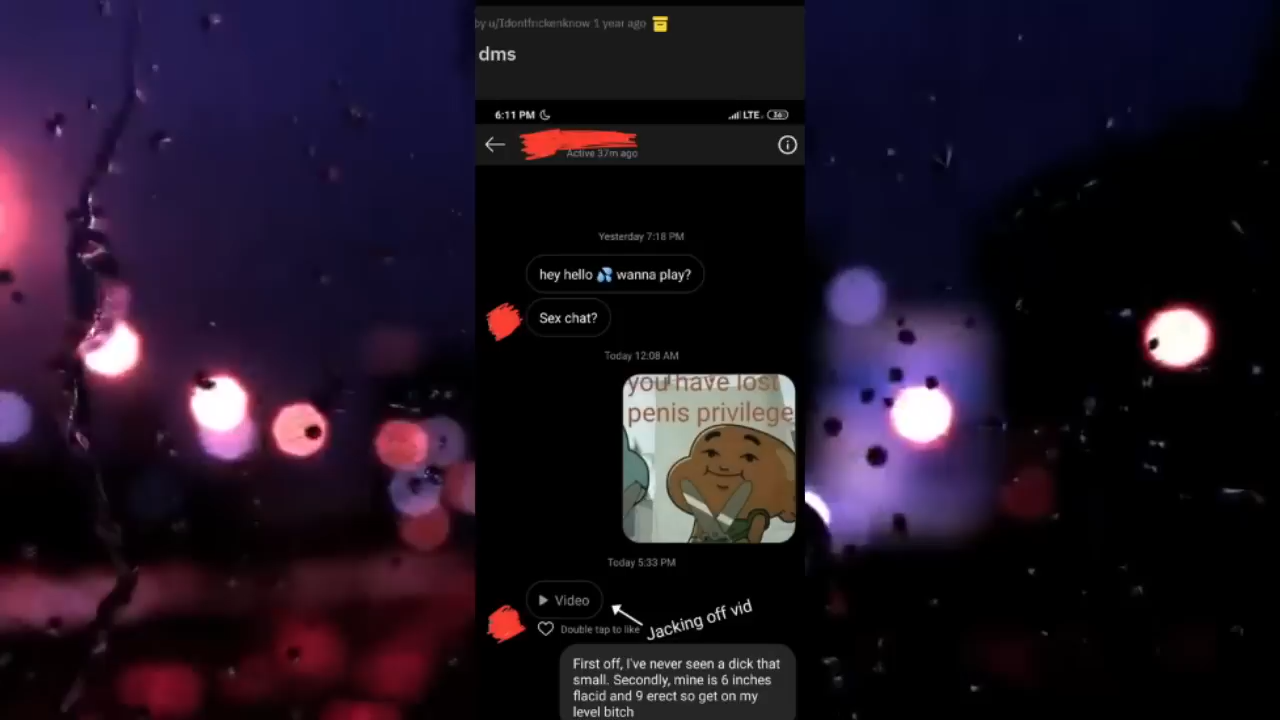 by u/Idontfrickenknow 1 year ago
dms
6:11 PM
LTE 36
Active 37m ago
Yesterday 7:18 PM
hey hello 💦 wanna play?
Sex chat?
Today 12:08 AM
you have lost
penis privilege
Today 5:33 PM
Video
Double tap to like
Jacking off vid
First off, I've never seen a dick that
small. Secondly, mine is 6 inches
flacid and 9 erect so get on my
level bitch